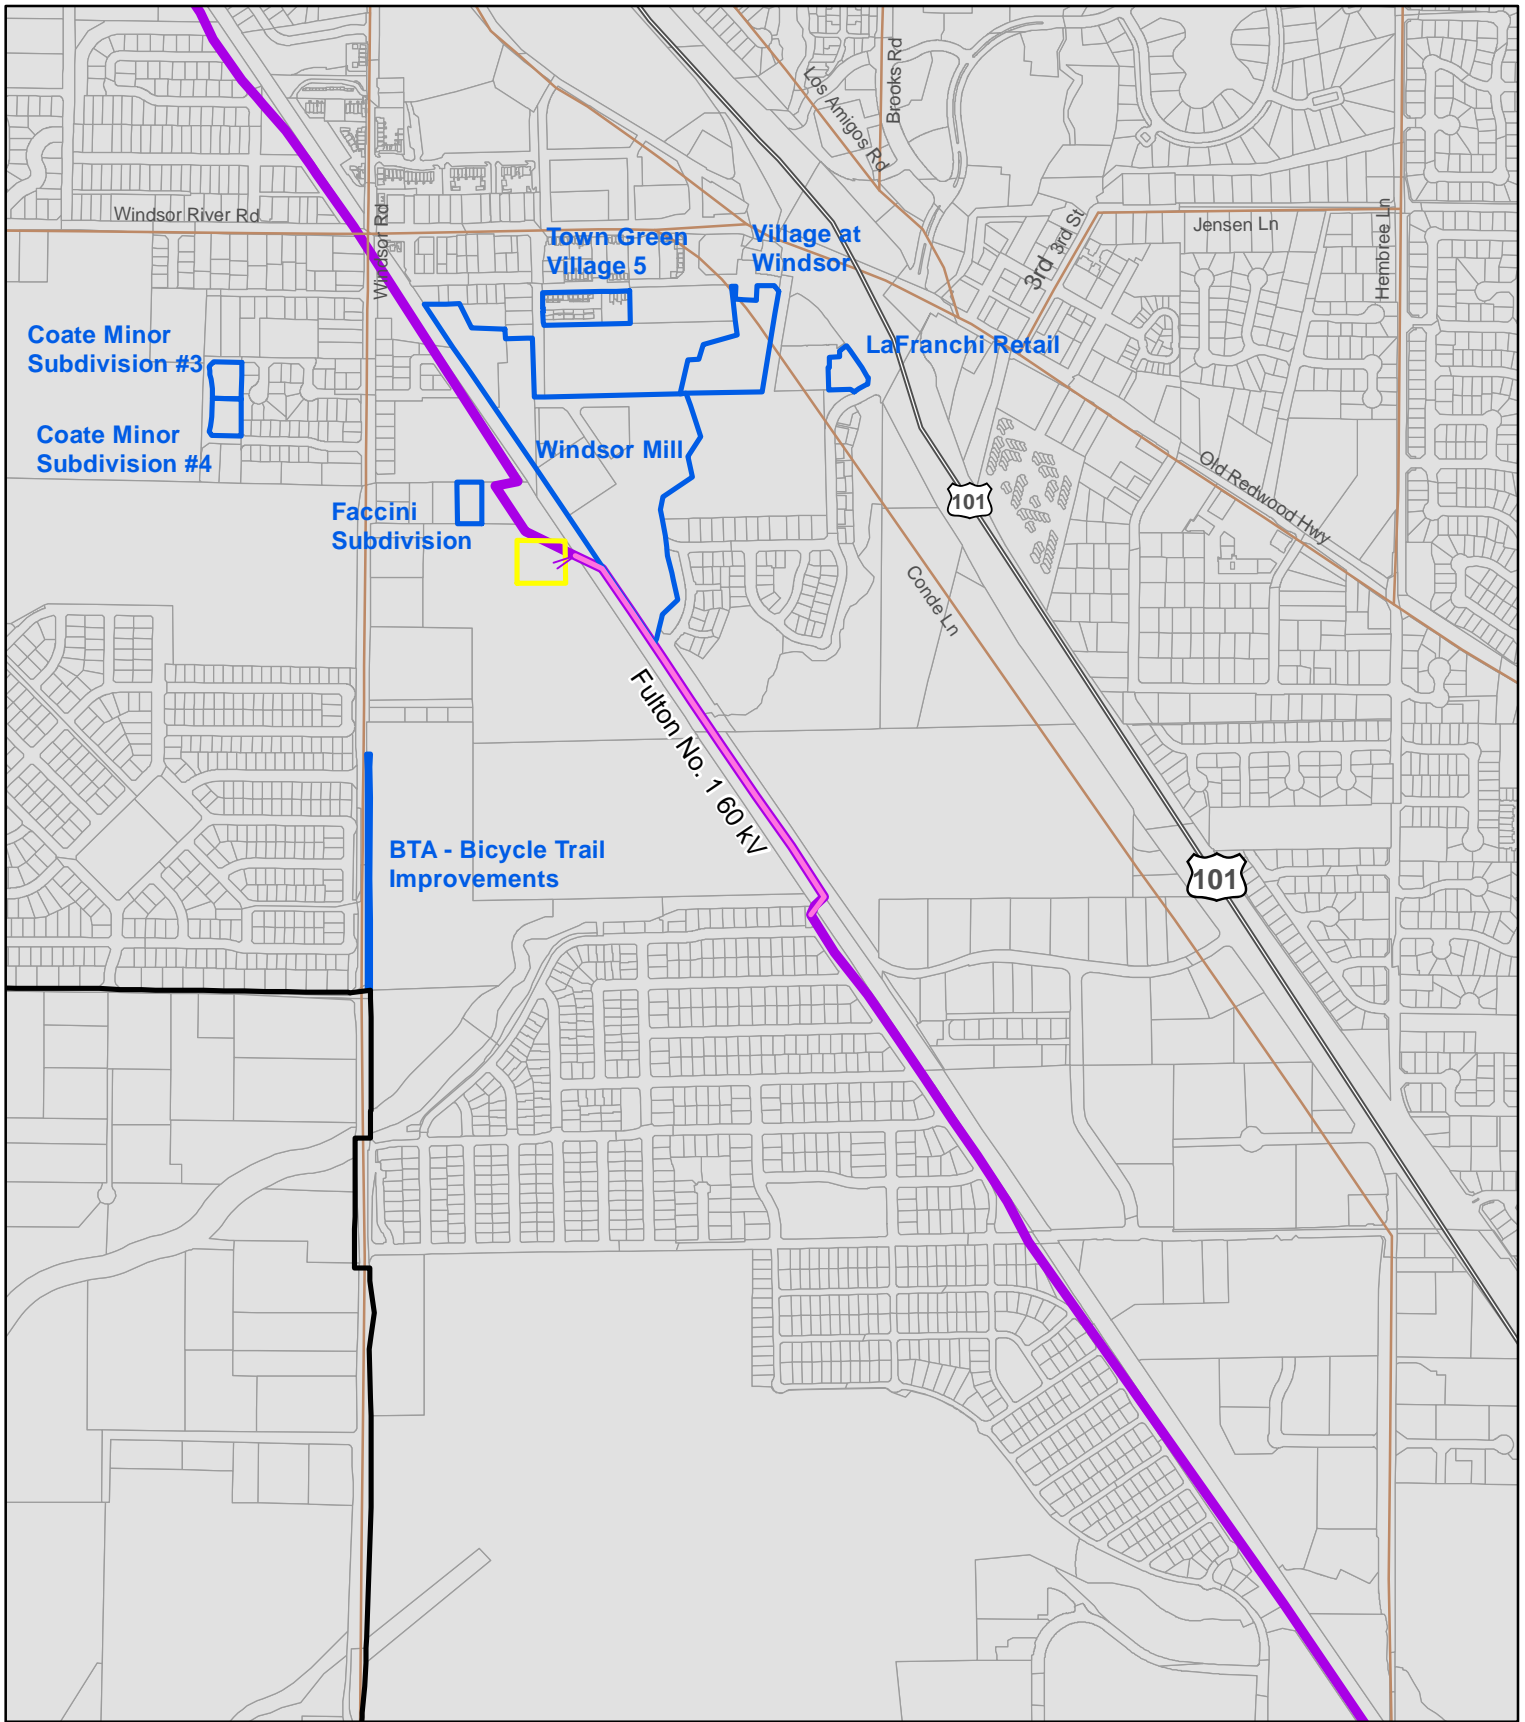 Brooks Rd
Los Amigos Rd
Windsor River Rd
Windsor Rd
Town Green
Village 5
Village at
Windsor
3rd
3rd St
Jensen Ln
Hembree Ln
Coate Minor
Subdivision #3
LaFranchi Retail
Coate Minor
Subdivision #4
Windsor Mill
Old Redwood Hwy
101
Faccini
Subdivision
Conde Ln
Fulton No. 1 60 kV
BTA - Bicycle Trail
Improvements
101